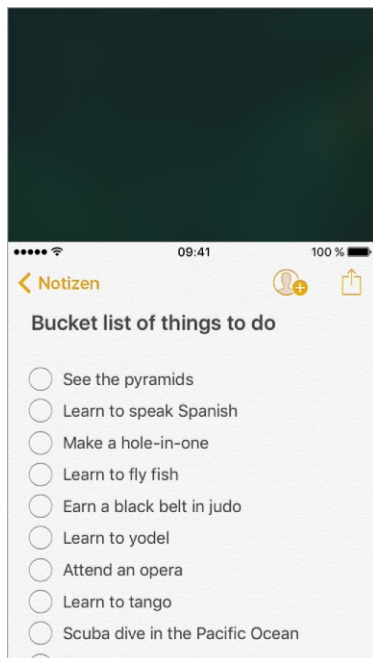 09:41 100 %
Notizen
Bucket list of things to do
See the pyramids
Learn to speak Spanish
Make a hole-in-one
Learn to fly fish
Earn a black belt in judo
Learn to yodel
Attend an opera
Learn to tango
Scuba dive in the Pacific Ocean